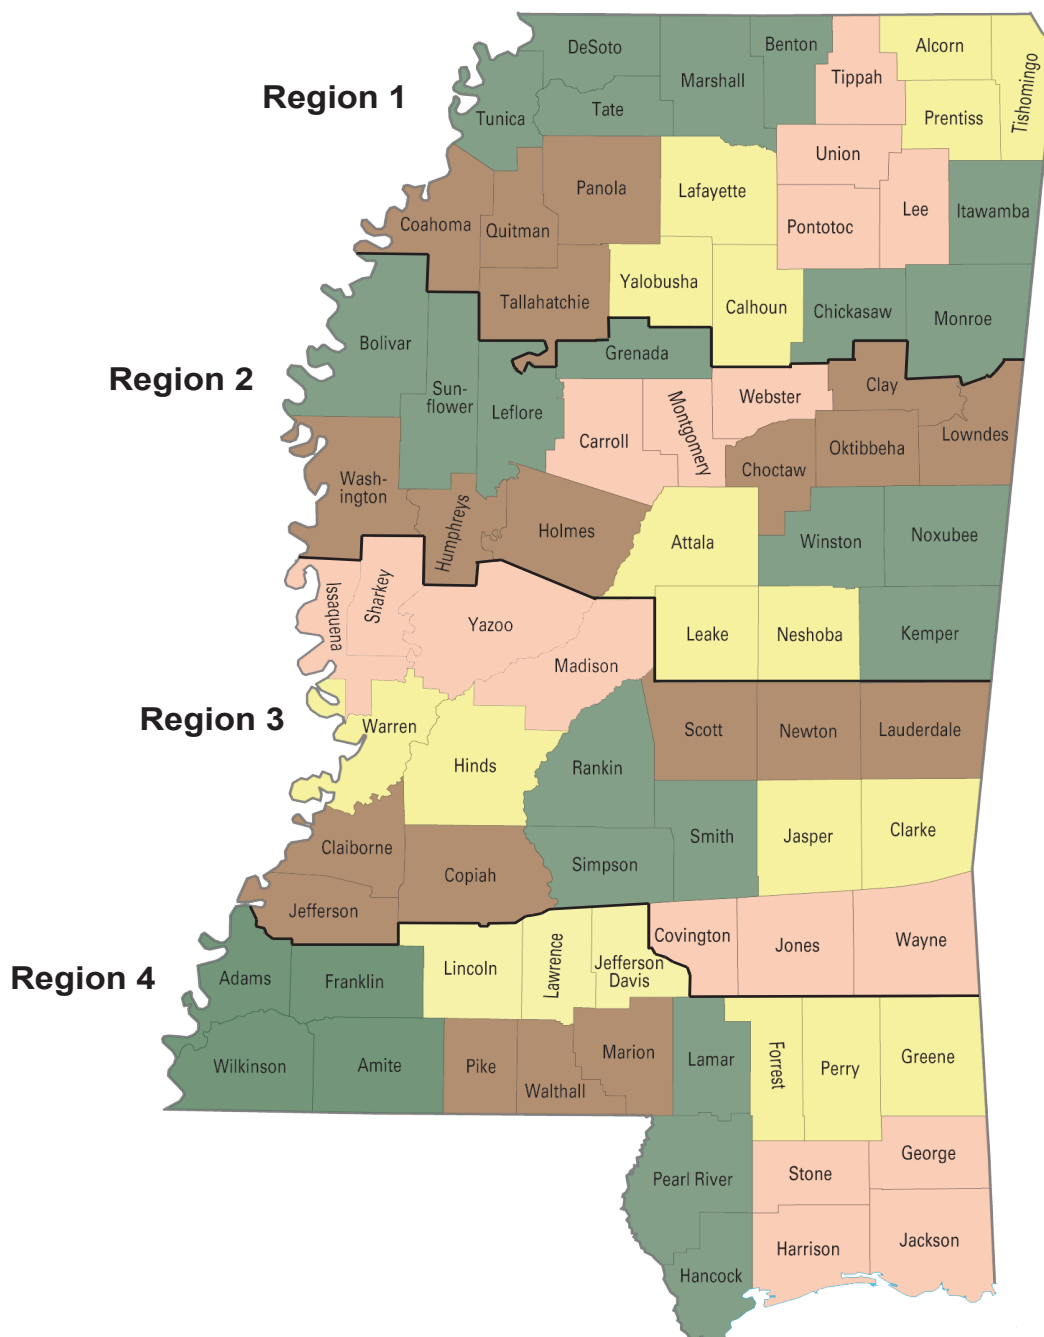 Region 1
DeSoto
Benton
Alcorn
Tishomingo
Tippah
Marshall
Tate
Tunica
Prentiss
Union
Panola
Lafayette
Lee
Itawamba
Coahoma
Quitman
Pontotoc
Yalobusha
Tallahatchie
Calhoun
Chickasaw
Monroe
Region 2
Bolivar
Grenada
Sun-
flower
Leflore
Webster
Clay
Carroll
Montgomery
Lowndes
Oktibbeha
Choctaw
Wash-
ington
Humphreys
Holmes
Attala
Winston
Noxubee
Leake
Neshoba
Kemper
Issaquena
Sharkey
Yazoo
Madison
Region 3
Warren
Hinds
Rankin
Scott
Newton
Lauderdale
Claiborne
Copiah
Simpson
Smith
Jasper
Clarke
Jefferson
Covington
Jones
Wayne
Region 4
Adams
Franklin
Lincoln
Lawrence
Jefferson
Davis
Wilkinson
Amite
Pike
Walthall
Marion
Lamar
Forrest
Perry
Greene
Pearl River
Stone
George
Hancock
Harrison
Jackson